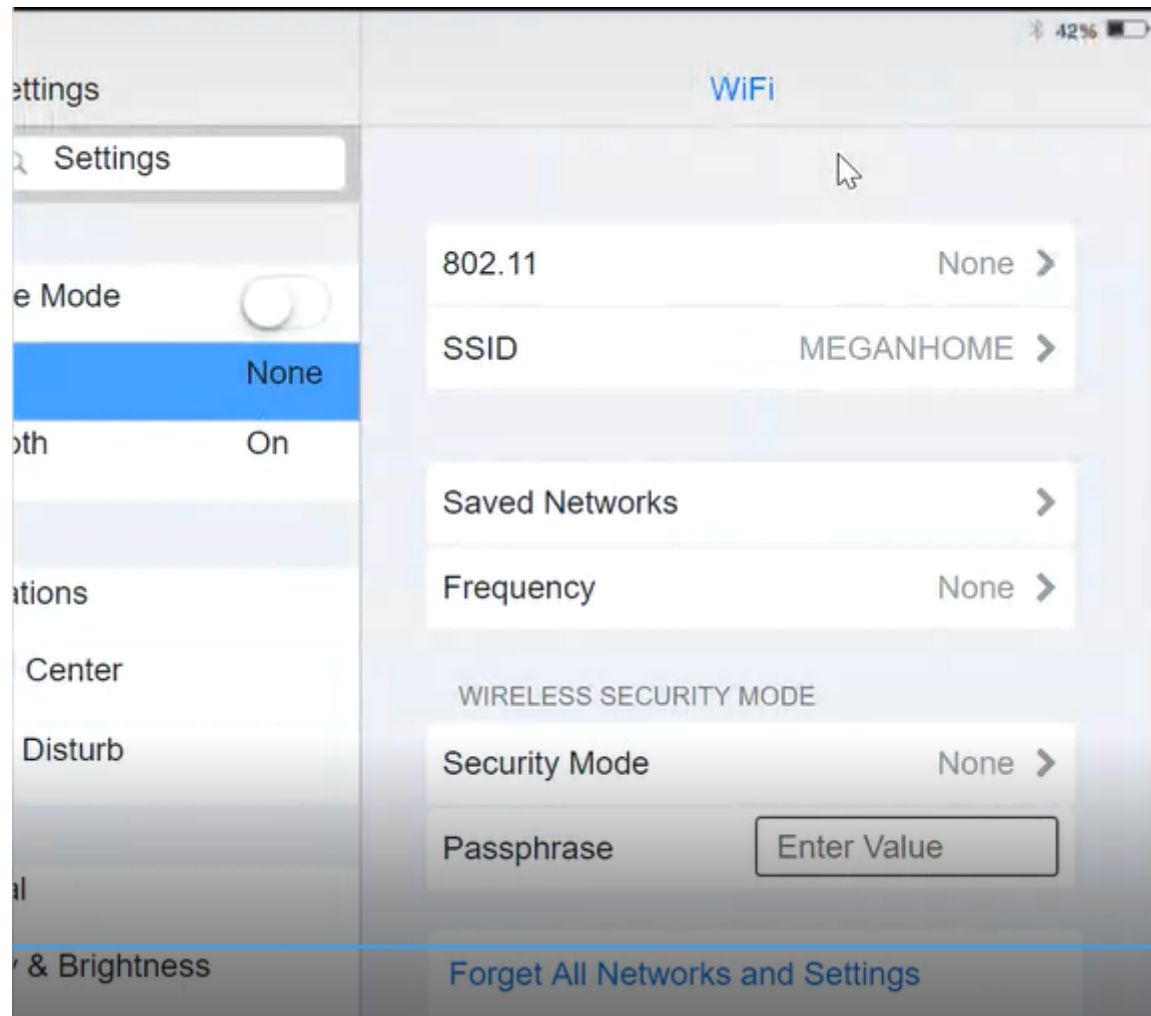 42%
ettings
WiFi
Settings
802.11 None
e Mode
SSID MEGANHOME
None
oth On
Saved Networks
ations
Frequency None
Center
WIRELESS SECURITY MODE
Disturb
Security Mode None
Passphrase Enter Value
al
y & Brightness
Forget All Networks and Settings